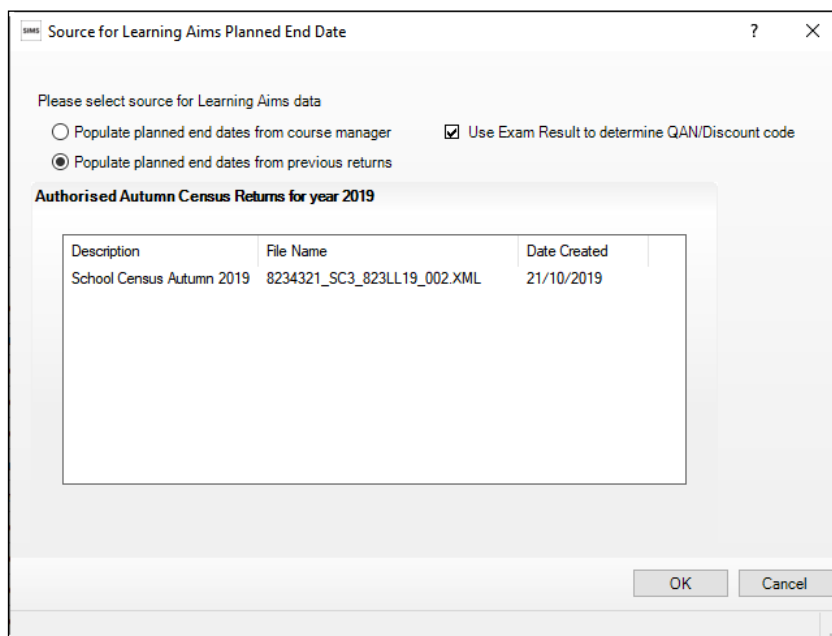 SIMS Source for Learning Aims Planned End Date ?
Please select source for Learning Aims data
Populate planned end dates from course manager Use Exam Result to determine QAN/Discount code
Populate planned end dates from previous returns
Authorised Autumn Census Returns for year 2019
Description File Name Date Created
School Census Autumn 2019 8234321_SC3_823LL19_002.XML 21/10/2019
OK Cancel